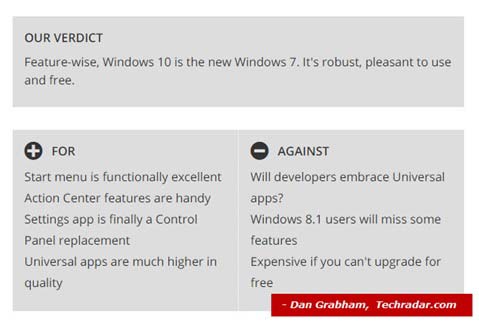 OUR VERDICT
Feature-wise, Windows 10 is the new Windows 7. It's robust, pleasant to use
and free.
FOR
Start menu is functionally excellent
Action Center features are handy
Settings app is finally a Control
Panel replacement
Universal apps are much higher in
quality
AGAINST
Will developers embrace Universal
apps?
Windows 8.1 users will miss some
features
Expensive if you can't upgrade for
free
- Dan Grabham, Techradar.com